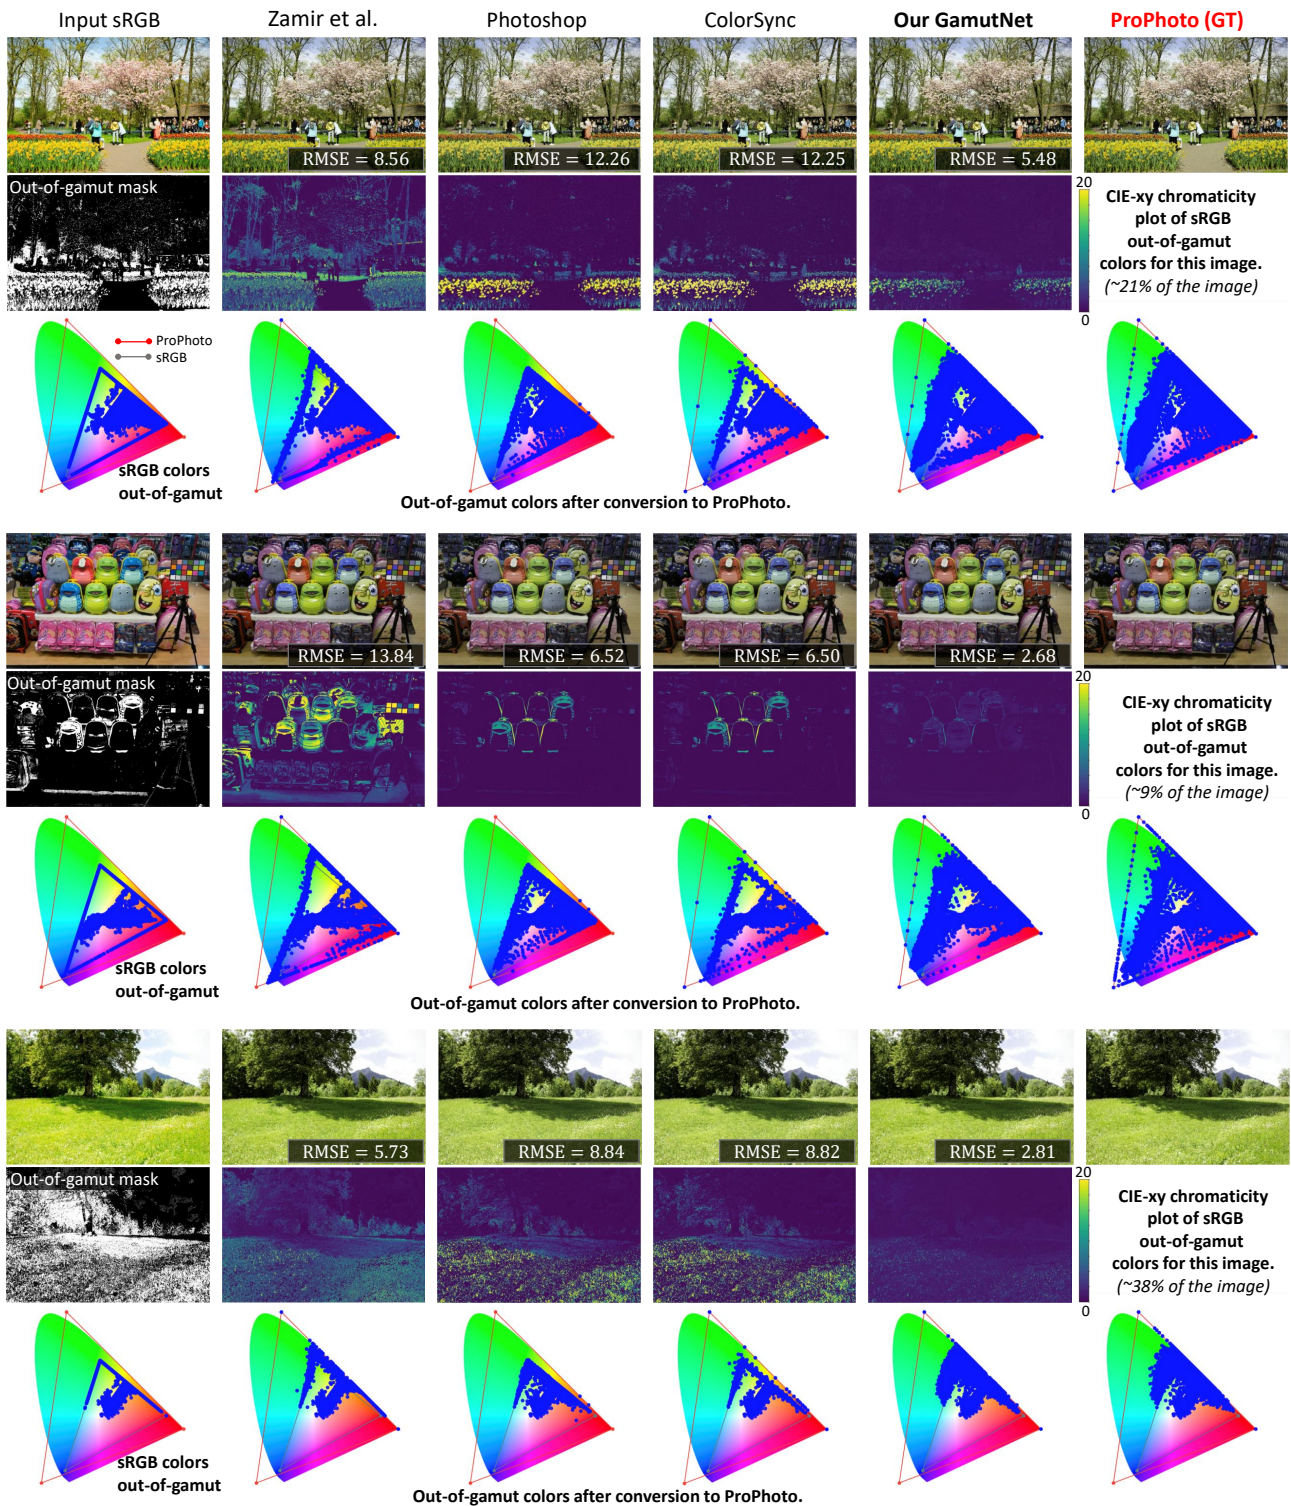 Input sRGB
Zamir et al.
Photoshop
ColorSync
Our GamutNet
ProPhoto (GT)
RMSE = 8.56
RMSE = 12.26
RMSE = 12.25
RMSE = 5.48
Out-of-gamut mask
20
0
CIE-xy chromaticity
plot of sRGB
out-of-gamut
colors for this image.
(~21% of the image)
ProPhoto
sRGB
sRGB colors
out-of-gamut
Out-of-gamut colors after conversion to ProPhoto.
RMSE = 13.84
RMSE = 6.52
RMSE = 6.50
RMSE = 2.68
Out-of-gamut mask
20
0
CIE-xy chromaticity
plot of sRGB
out-of-gamut
colors for this image.
(~9% of the image)
sRGB colors
out-of-gamut
Out-of-gamut colors after conversion to ProPhoto.
RMSE = 5.73
RMSE = 8.84
RMSE = 8.82
RMSE = 2.81
Out-of-gamut mask
20
0
CIE-xy chromaticity
plot of sRGB
out-of-gamut
colors for this image.
(~38% of the image)
sRGB colors
out-of-gamut
Out-of-gamut colors after conversion to ProPhoto.